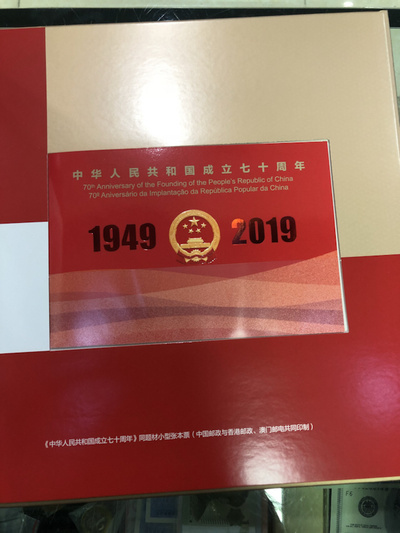 中华人民共和国成立七十周年
70th Anniversary of the Founding of the People's Republic of China
70º Aniversário da Implantação da República Popular da China
1949 2019
《中华人民共和国成立七十周年》同题材小型张本票（中国邮政与香港邮政、澳门邮电共同印制）